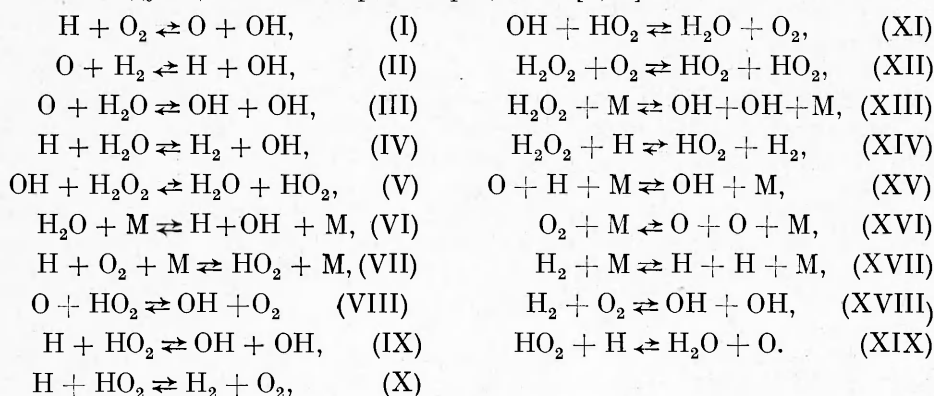 H + O₂ ⇄ O + OH, (I)
O + H₂ ⇄ H + OH, (II)
O + H₂O ⇄ OH + OH, (III)
H + H₂O ⇄ H₂ + OH, (IV)
OH + H₂O₂ ⇄ H₂O + HO₂, (V)
H₂O + M ⇄ H + OH + M, (VI)
H + O₂ + M ⇄ HO₂ + M, (VII)
O + HO₂ ⇄ OH + O₂ (VIII)
H + HO₂ ⇄ OH + OH, (IX)
H + HO₂ ⇄ H₂ + O₂, (X)
OH + HO₂ ⇄ H₂O + O₂, (XI)
H₂O₂ + O₂ ⇄ HO₂ + HO₂, (XII)
H₂O₂ + M ⇄ OH + OH + M, (XIII)
H₂O₂ + H ⇄ HO₂ + H₂, (XIV)
O + H + M ⇄ OH + M, (XV)
O₂ + M ⇄ O + O + M, (XVI)
H₂ + M ⇄ H + H + M, (XVII)
H₂ + O₂ ⇄ OH + OH, (XVIII)
HO₂ + H ⇄ H₂O + O. (XIX)